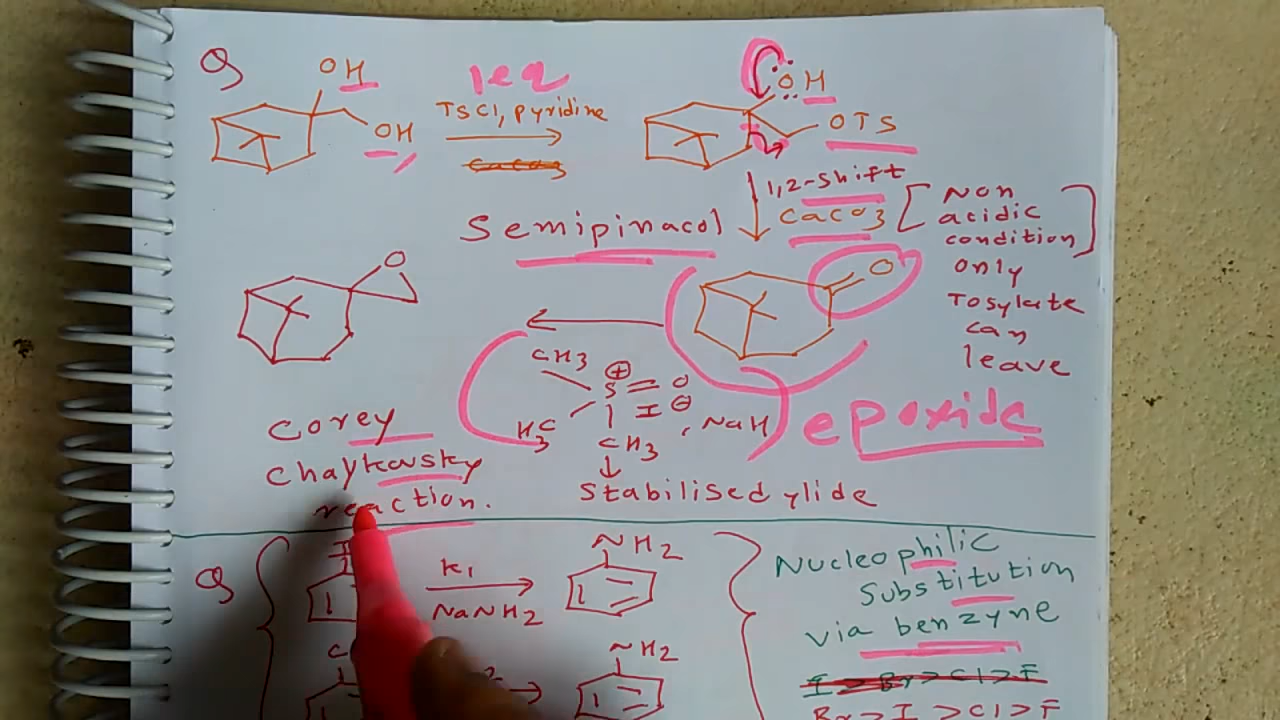 Q
OH
OH
1eq
TSCl, pyridine
CaCO3
OH
OTS
1,2-shift
CaCO3
[Non
acidic
condition]
only
Tosylate
can
leave
Semipinacol
O
O
CH3
⊕
S=O
H3C
I⊖
CH3
, NaH
epoxide
↓
Stabilised ylide
Corey
Chaykovsky
reaction.
Q
I
K1
NaNH2
NH2
NH2
Nucleophilic
Substitution
via benzyne
I > Br > Cl > F
Br > I > Cl > F